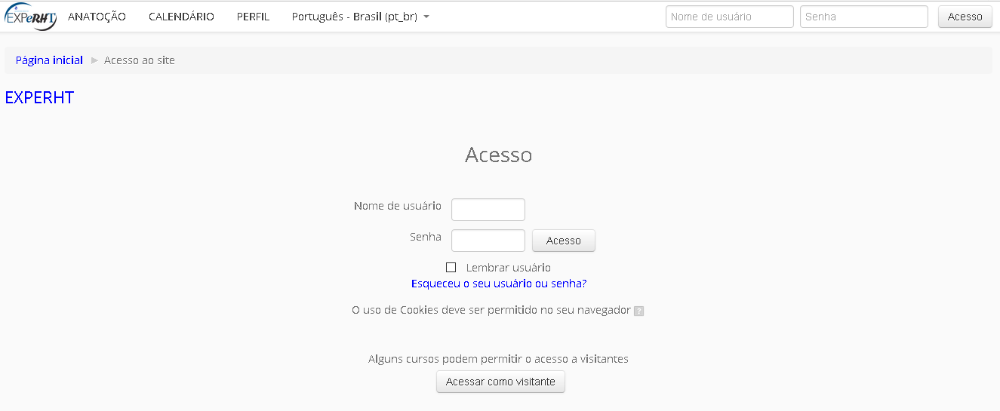 EXPeRHT ANATOÇÃO CALENDÁRIO PERFIL Português - Brasil (pt_br) Nome de usuário Senha Acesso
Página inicial Acesso ao site
EXPERHT
Acesso
Nome de usuário
Senha Acesso
Lembrar usuário
Esqueceu o seu usuário ou senha?
O uso de Cookies deve ser permitido no seu navegador ?
Alguns cursos podem permitir o acesso a visitantes
Acessar como visitante